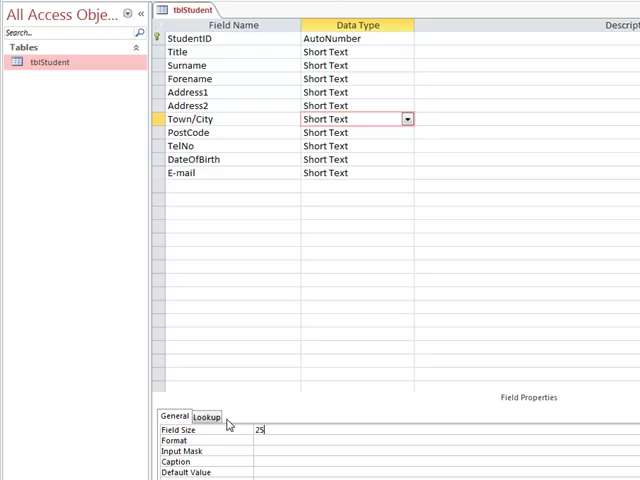 All Access Obje... «
Search...
Tables
tblStudent
tblStudent
Field Name Data Type Descript
StudentID AutoNumber
Title Short Text
Surname Short Text
Forename Short Text
Address1 Short Text
Address2 Short Text
Town/City Short Text
PostCode Short Text
TelNo Short Text
DateOfBirth Short Text
E-mail Short Text
Field Properties
General Lookup
Field Size 25
Format
Input Mask
Caption
Default Value